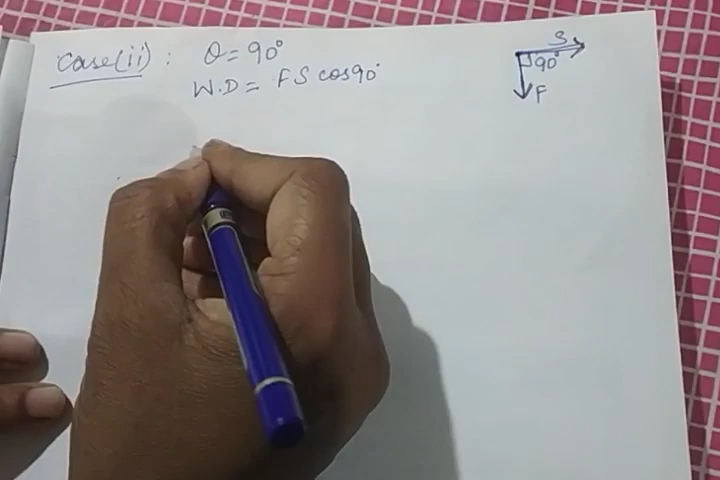 Case(ii) : θ = 90°
W.D = FS cos90°
S
90°
F